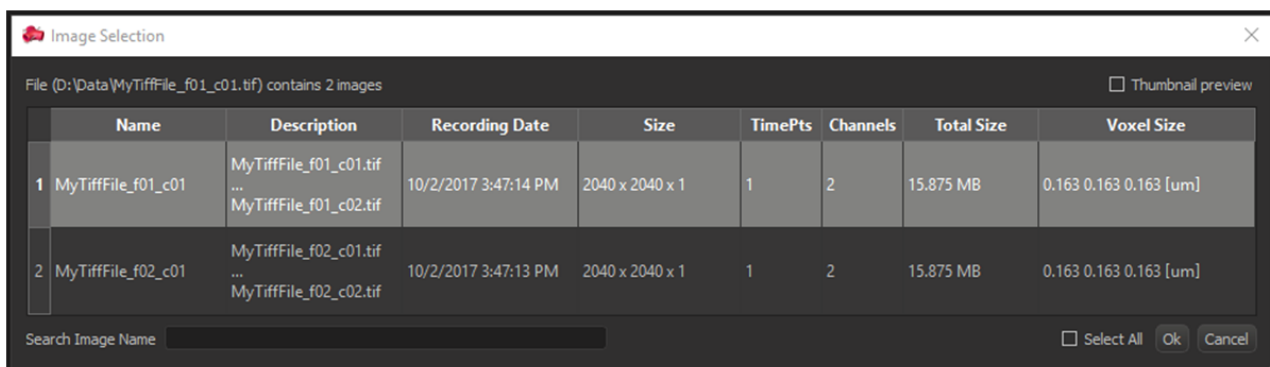 Image Selection
File (D:\Data\MyTiffFile_f01_c01.tif) contains 2 images
Thumbnail preview
Name Description Recording Date Size TimePts Channels Total Size Voxel Size
1 MyTiffFile_f01_c01 MyTiffFile_f01_c01.tif ... MyTiffFile_f01_c02.tif 10/2/2017 3:47:14 PM 2040 x 2040 x 1 1 2 15.875 MB 0.163 0.163 0.163 [um]
2 MyTiffFile_f02_c01 MyTiffFile_f02_c01.tif ... MyTiffFile_f02_c02.tif 10/2/2017 3:47:13 PM 2040 x 2040 x 1 1 2 15.875 MB 0.163 0.163 0.163 [um]
Search Image Name
Select All Ok Cancel